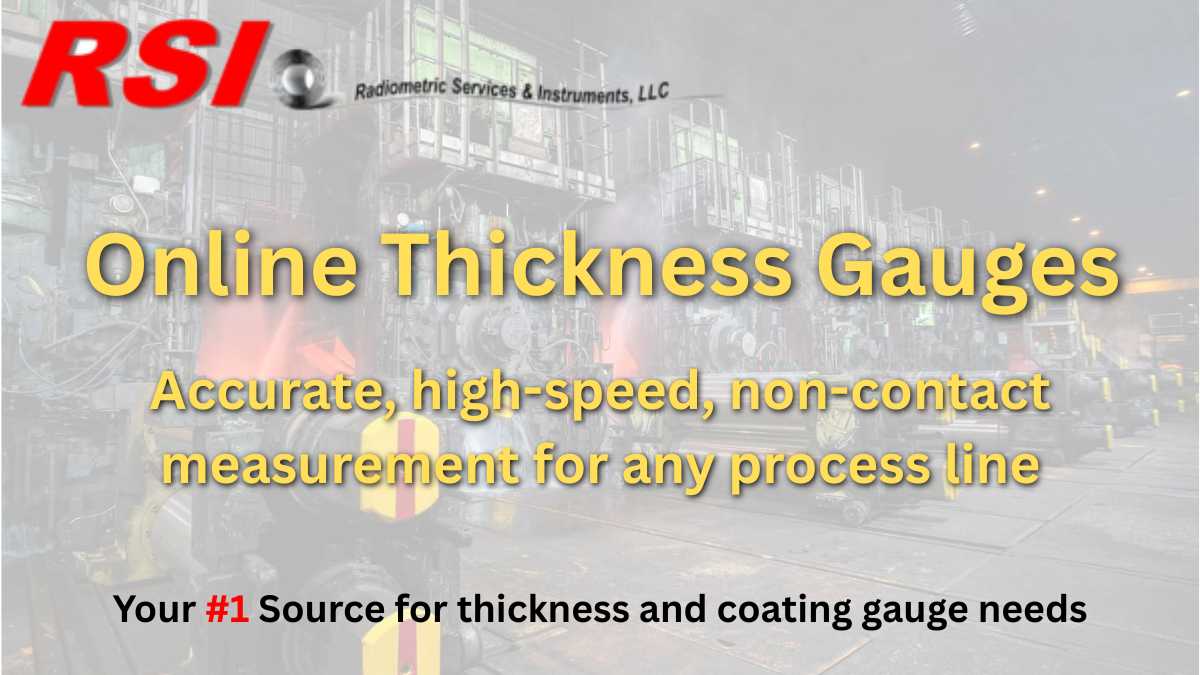 RSI
Radiometric Services & Instruments, LLC
Online Thickness Gauges
Accurate, high-speed, non-contact
measurement for any process line
Your #1 Source for thickness and coating gauge needs